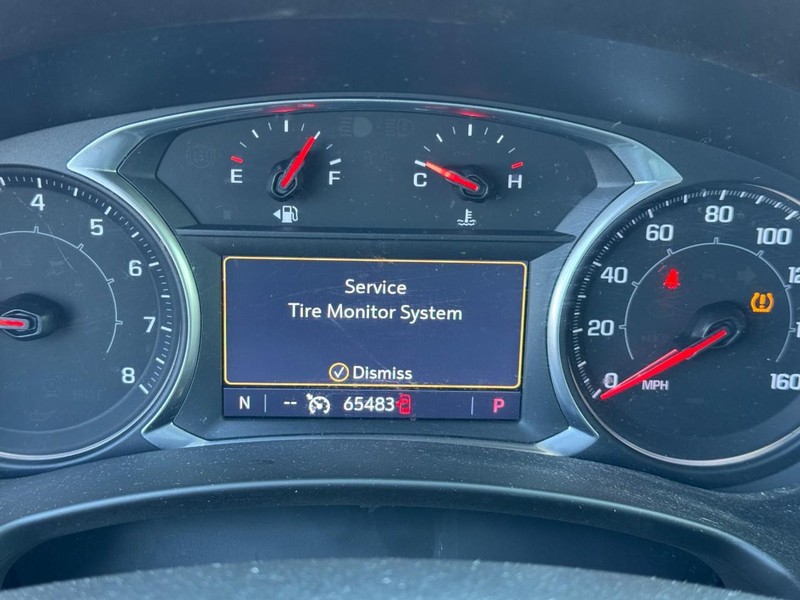 E F
C H
4
5
6
7
8
Service
Tire Monitor System
Dismiss
N -- 65483 P
0
20
40
60
80
100
160
MPH